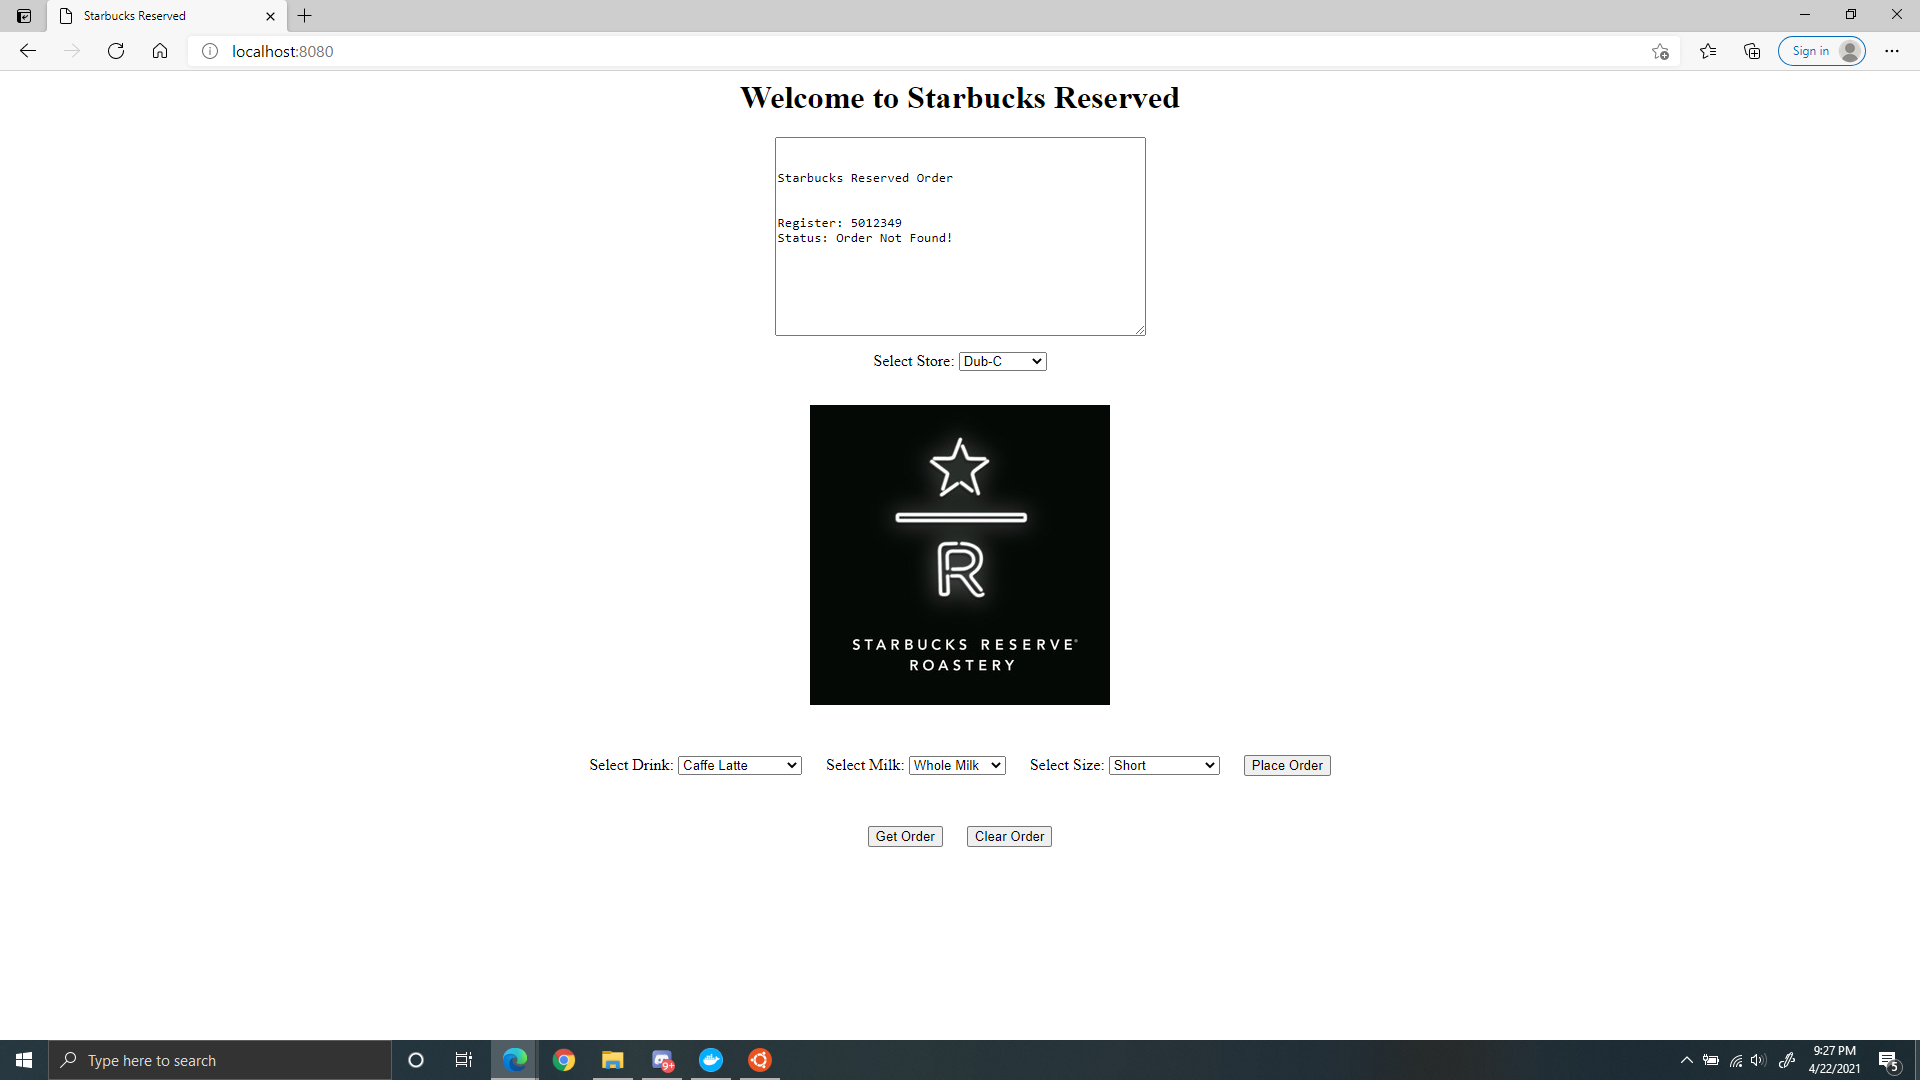 Starbucks Reserved
localhost:8080
Sign in
Welcome to Starbucks Reserved
Starbucks Reserved Order
Register: 5012349
Status: Order Not Found!
Select Store: Dub-C
R
STARBUCKS RESERVE®
ROASTERY
Select Drink: Caffe Latte Select Milk: Whole Milk Select Size: Short Place Order
Get Order Clear Order
Type here to search
9+
9:27 PM
4/22/2021
5